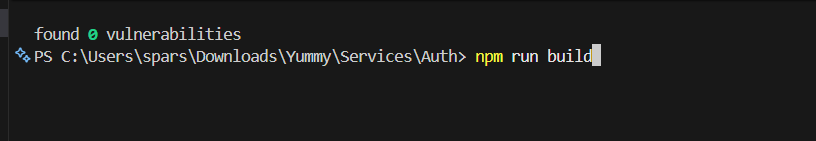 found 0 vulnerabilities
PS C:\Users\spars\Downloads\Yummy\Services\Auth> npm run build